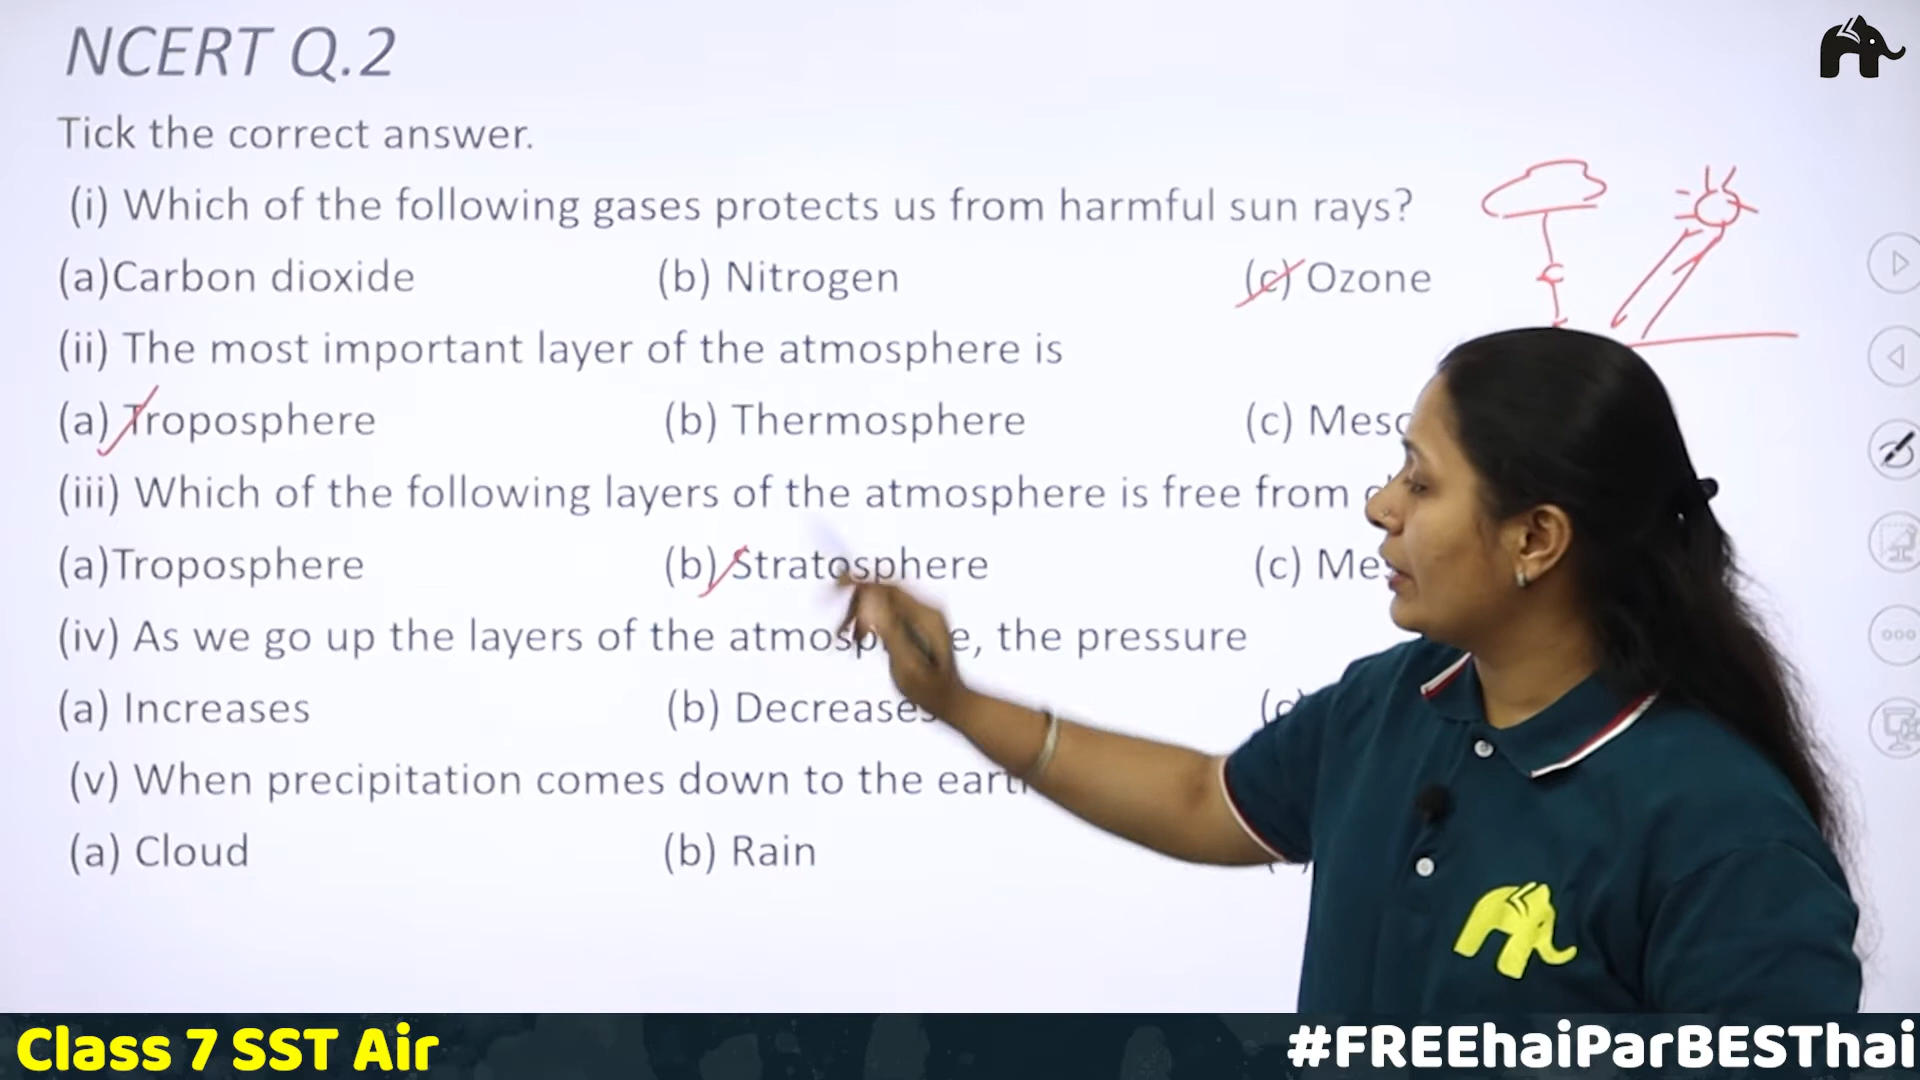 NCERT Q.2
Tick the correct answer.
(i) Which of the following gases protects us from harmful sun rays?
(a)Carbon dioxide (b) Nitrogen (c) Ozone
(ii) The most important layer of the atmosphere is
(a) Troposphere (b) Thermosphere (c)
(iii) Which of the following layers of the atmosphere is free from
(a)Troposphere (b) Stratosphere (c)
(iv) As we go up the layers of the the pressure
(a) Increases (b) Decreases
(v) When precipitation comes down to the
(a) Cloud (b) Rain
Class 7 SST Air #FREEhaiParBESThai